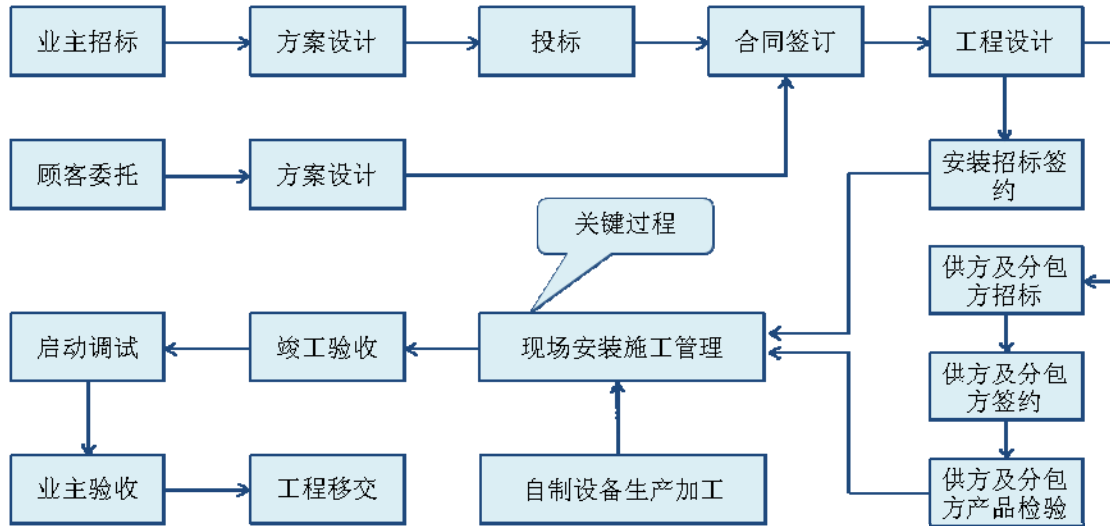 业主招标
方案设计
投标
合同签订
工程设计
顾客委托
方案设计
安装招标签
约
关键过程
供方及分包
方招标
启动调试
竣工验收
现场安装施工管理
供方及分包
方签约
业主验收
工程移交
自制设备生产加工
供方及分包
方产品检验